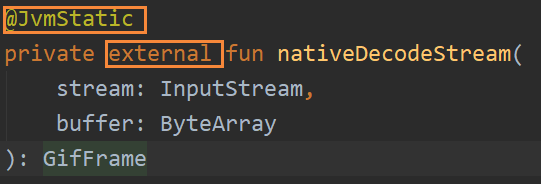 @JvmStatic
private external fun nativeDecodeStream(
    stream: InputStream,
    buffer: ByteArray
): GifFrame